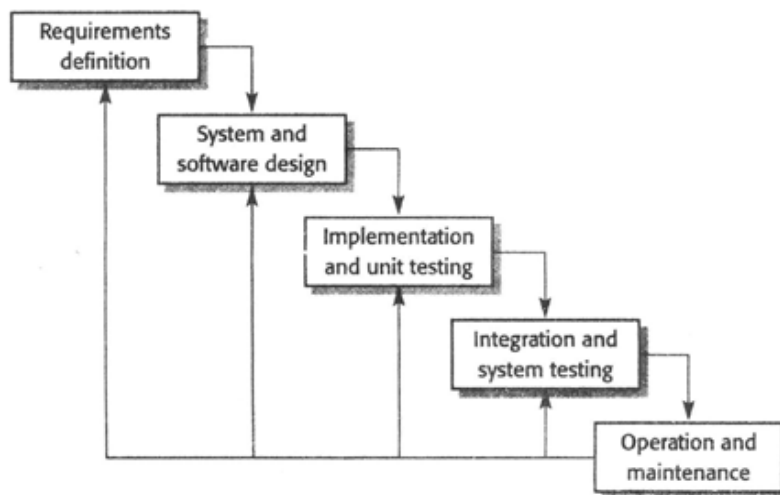 Requirements
definition
System and
software design
Implementation
and unit testing
Integration and
system testing
Operation and
maintenance